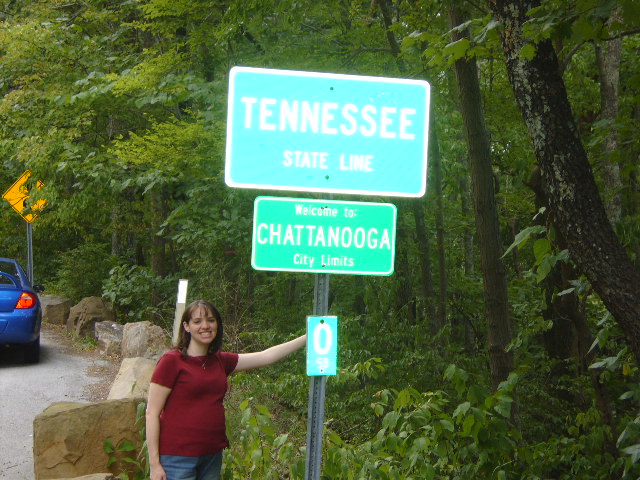 TENNESSEE
STATE LINE
Welcome to:
CHATTANOOGA
City Limits
0